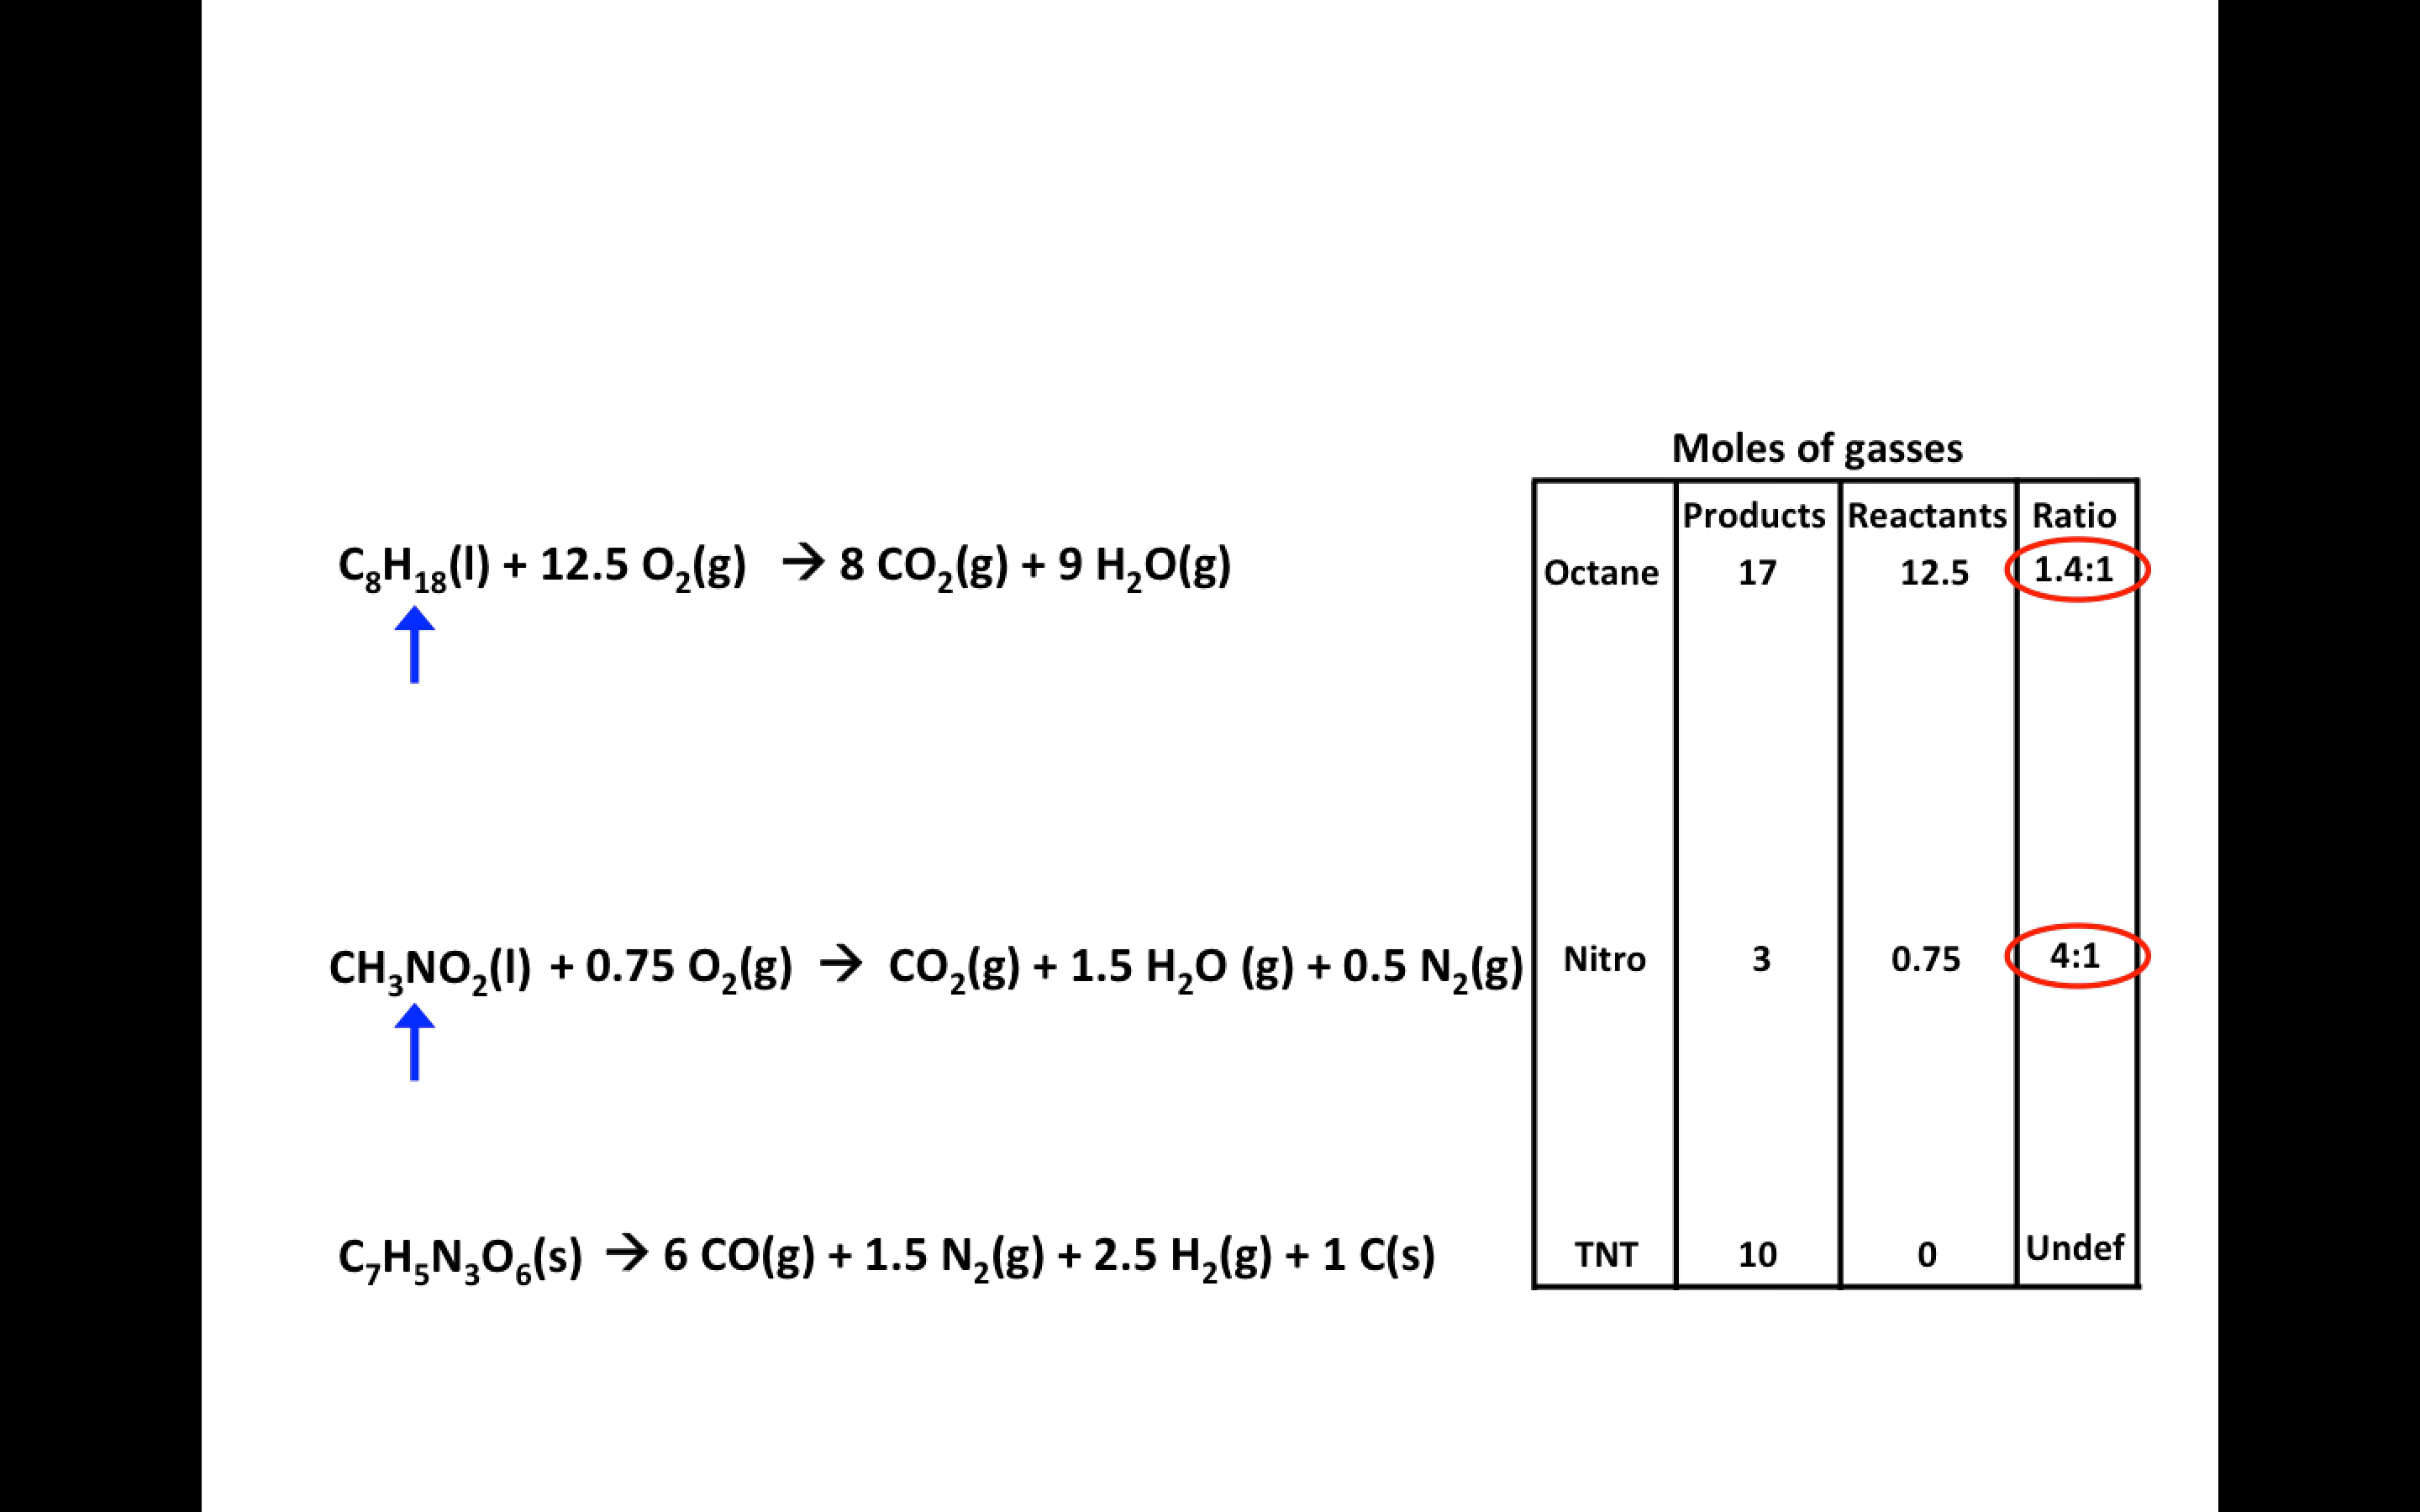 Moles of gasses
Products Reactants Ratio
C₈H₁₈(l) + 12.5 O₂(g) → 8 CO₂(g) + 9 H₂O(g)
Octane 17 12.5 1.4:1
CH₃NO₂(l) + 0.75 O₂(g) → CO₂(g) + 1.5 H₂O (g) + 0.5 N₂(g)
Nitro 3 0.75 4:1
C₇H₅N₃O₆(s) → 6 CO(g) + 1.5 N₂(g) + 2.5 H₂(g) + 1 C(s)
TNT 10 0 Undef